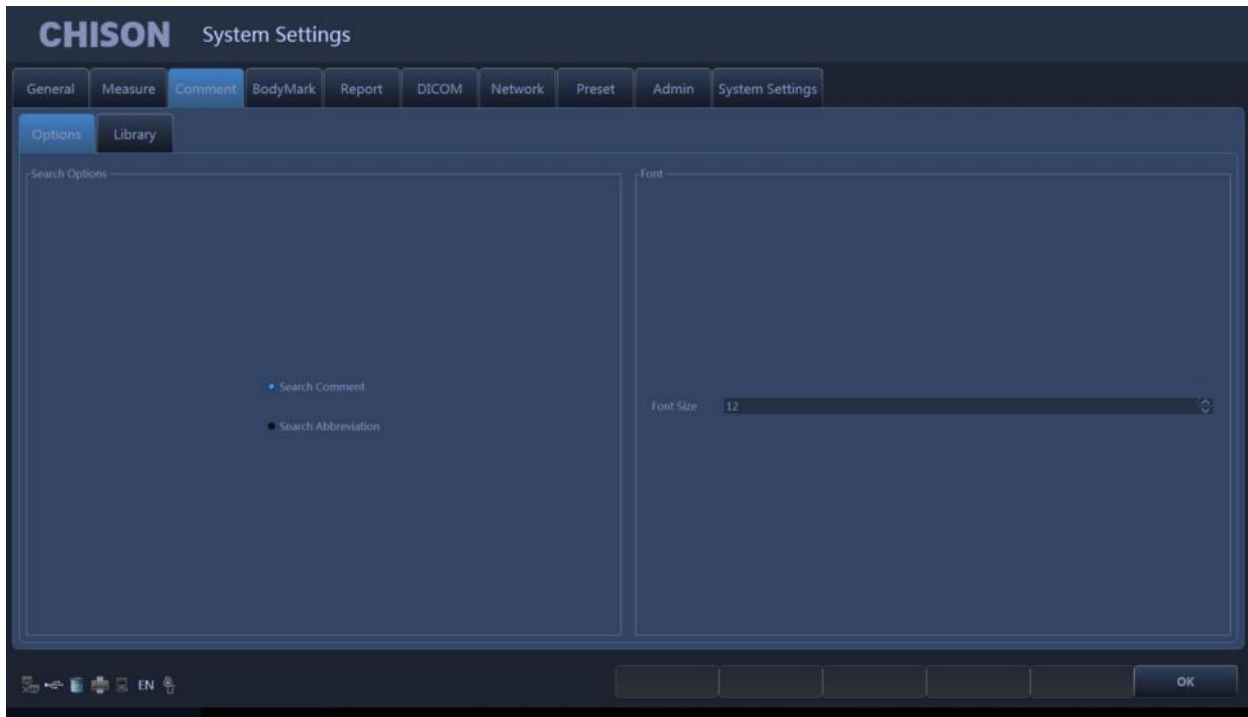 CHISON System Settings
General Measure Comment BodyMark Report DICOM Network Preset Admin System Settings
Options Library
Search Options
Font
Search Comment
Font Size 12
Search Abbreviation
EN
OK